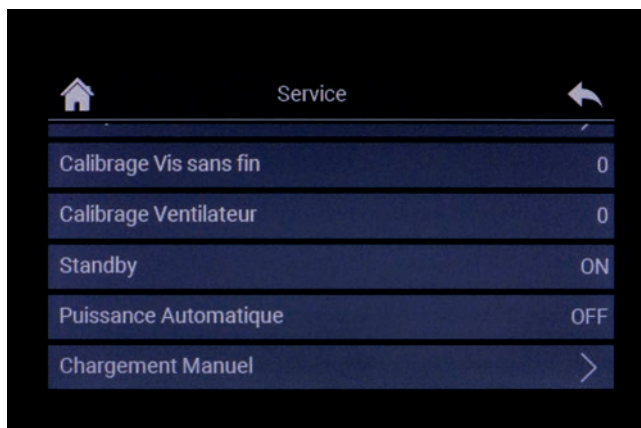 Service
Calibrage Vis sans fin 0
Calibrage Ventilateur 0
Standby ON
Puissance Automatique OFF
Chargement Manuel